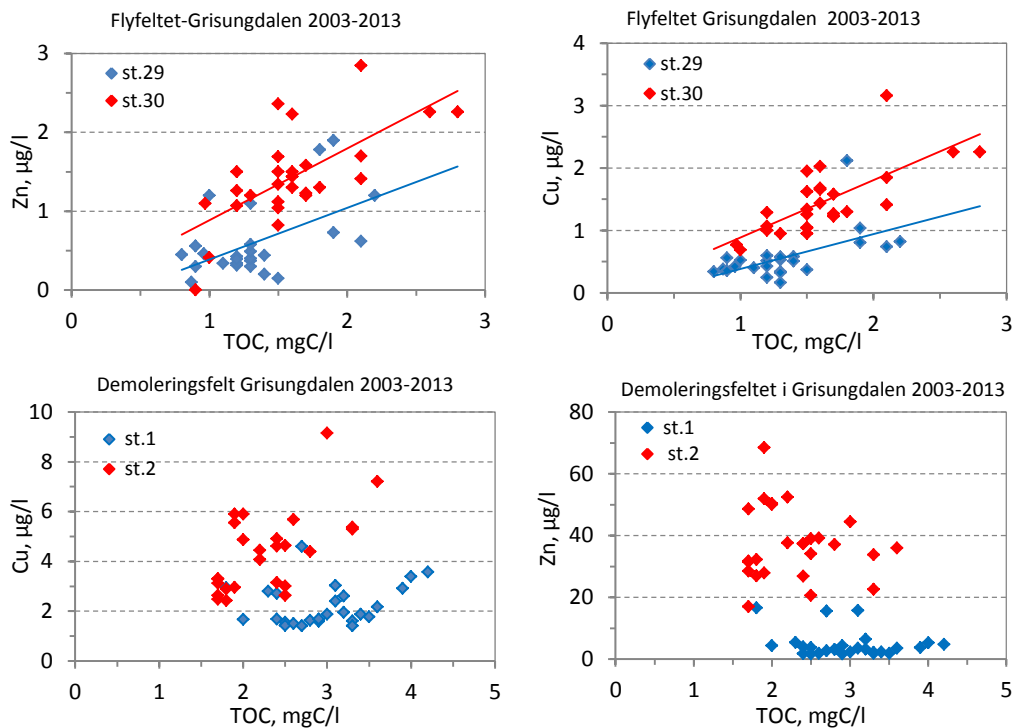 Flyfeltet-Grisungdalen 2003-2013
3
st.29
st.30
2
1
0
Zn, µg/l
0 1 2 3
TOC, mgC/l
Flyfeltet Grisungdalen 2003-2013
4
st.29
st.30
3
2
1
0
Cu, µg/l
0 1 2 3
TOC, mgC/l
Demoleringsfelt Grisungdalen 2003-2013
10
st.1
st.2
8
6
4
2
0
Cu, µg/l
0 1 2 3 4 5
TOC, mgC/l
Demoleringsfeltet i Grisungdalen 2003-2013
80
st.1
st.2
60
40
20
0
Zn, µg/l
0 1 2 3 4 5
TOC, mgC/l